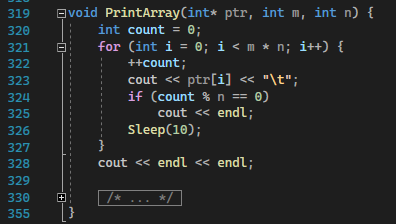 319 void PrintArray(int* ptr, int m, int n) {
320 int count = 0;
321 for (int i = 0; i < m * n; i++) {
322 ++count;
323 cout << ptr[i] << "\t";
324 if (count % n == 0)
325 cout << endl;
326 Sleep(10);
327 }
328 cout << endl << endl;
329
330 /* ... */
355 }